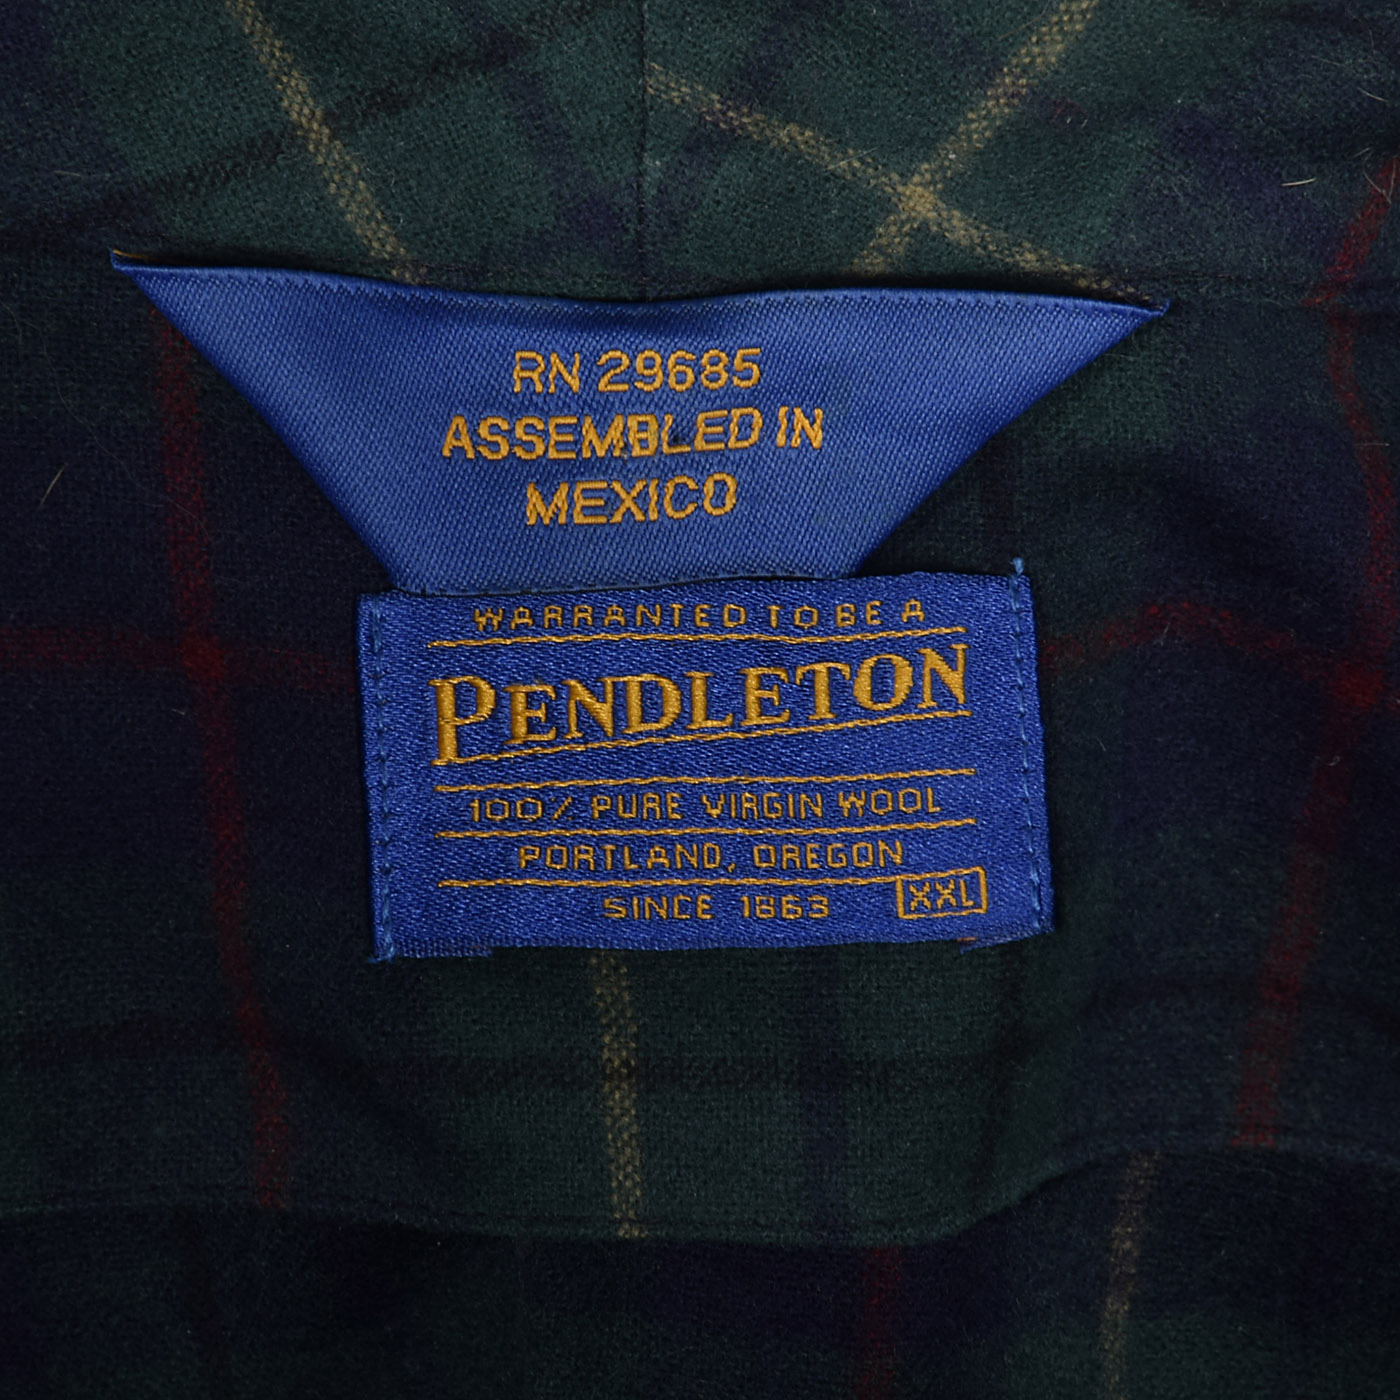 RN 29685
ASSEMBLED IN
MEXICO
WARRANTED TO BE A
PENDLETON
100% PURE VIRGIN WOOL
PORTLAND, OREGON
SINCE 1863 XXL